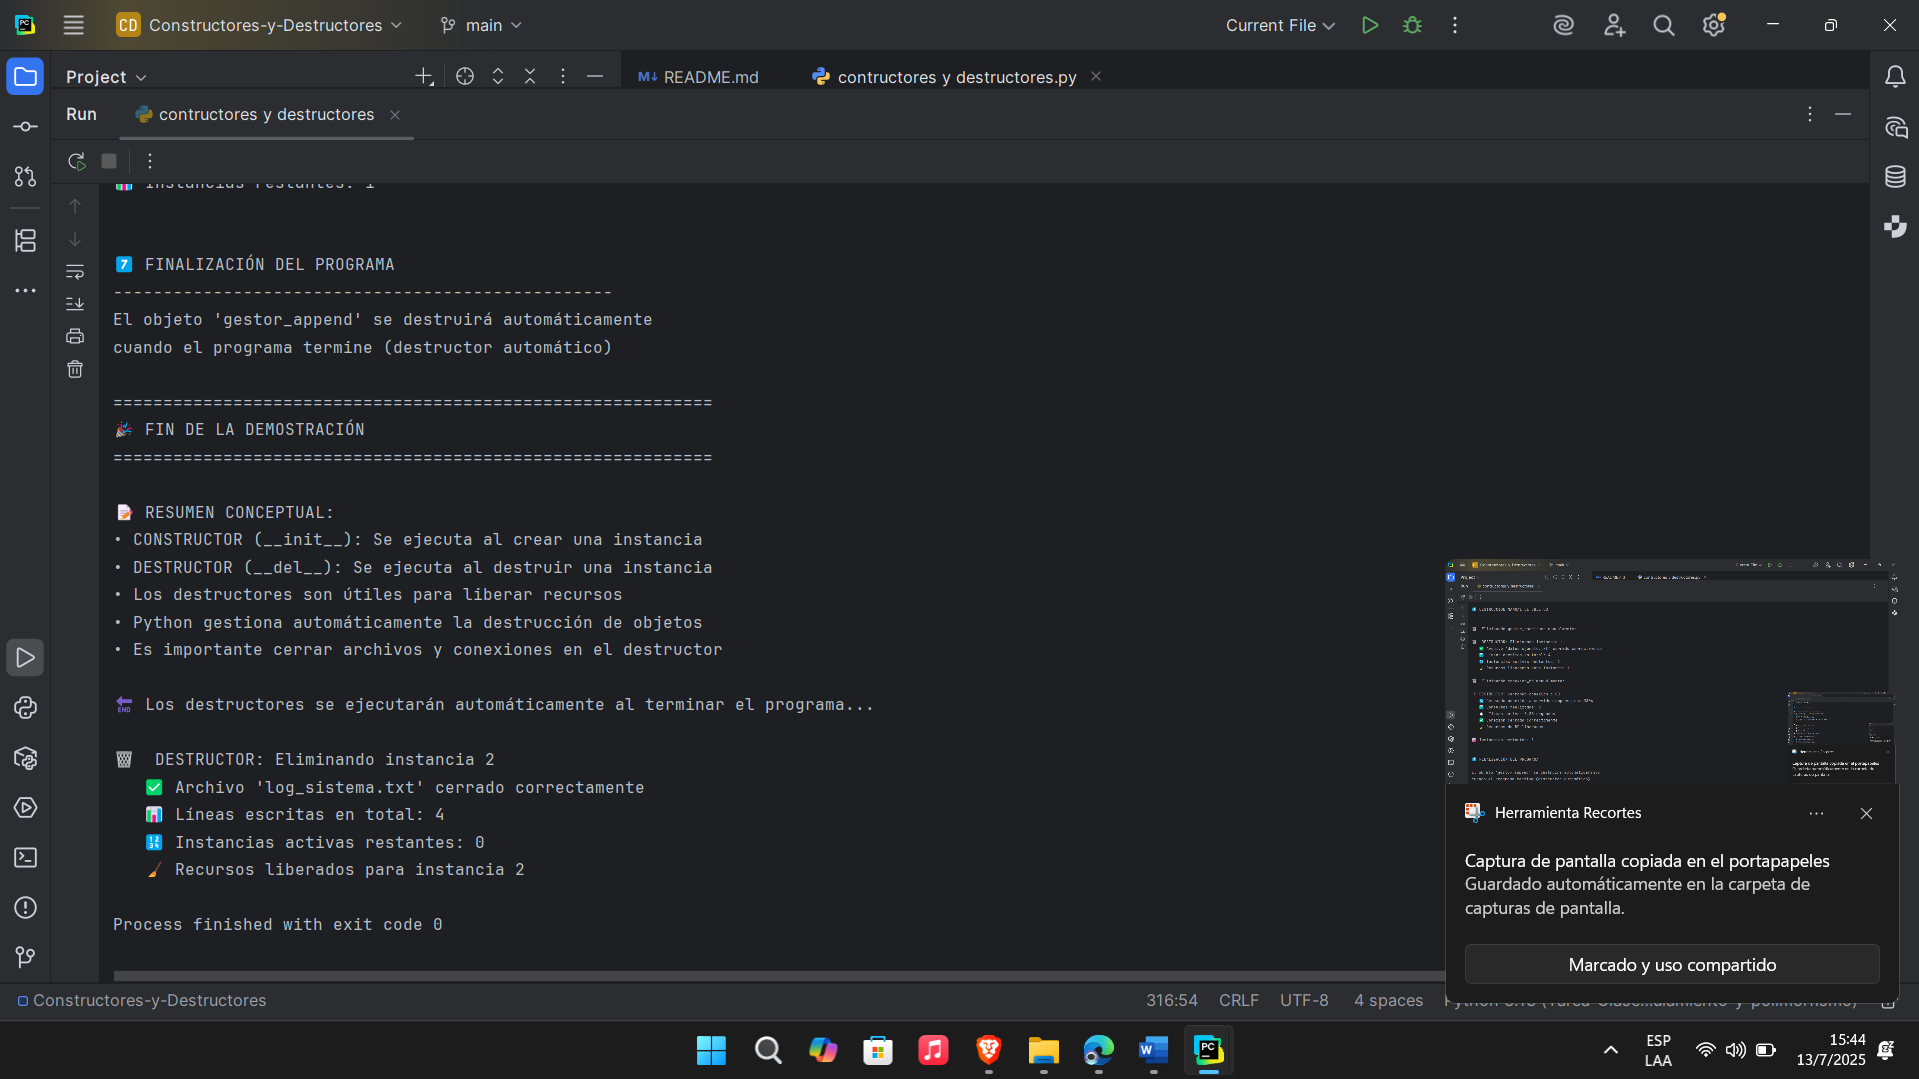 CD Constructores-y-Destructores
main
Current File
Project
README.md
contructores y destructores.py
Run
contructores y destructores
Instancias restantes: 1
7 FINALIZACIÓN DEL PROGRAMA
--------------------------------------------------
El objeto 'gestor_append' se destruirá automáticamente
cuando el programa termine (destructor automático)
============================================================
FIN DE LA DEMOSTRACIÓN
============================================================
RESUMEN CONCEPTUAL:
• CONSTRUCTOR (__init__): Se ejecuta al crear una instancia
• DESTRUCTOR (__del__): Se ejecuta al destruir una instancia
• Los destructores son útiles para liberar recursos
• Python gestiona automáticamente la destrucción de objetos
• Es importante cerrar archivos y conexiones en el destructor
END Los destructores se ejecutarán automáticamente al terminar el programa...
DESTRUCTOR: Eliminando instancia 2
Archivo 'log_sistema.txt' cerrado correctamente
Líneas escritas en total: 4
Instancias activas restantes: 0
Recursos liberados para instancia 2
Process finished with exit code 0
Herramienta Recortes
Captura de pantalla copiada en el portapapeles
Guardado automáticamente en la carpeta de
capturas de pantalla.
Marcado y uso compartido
Constructores-y-Destructores
316:54
CRLF
UTF-8
4 spaces
ESP
LAA
15:44
13/7/2025